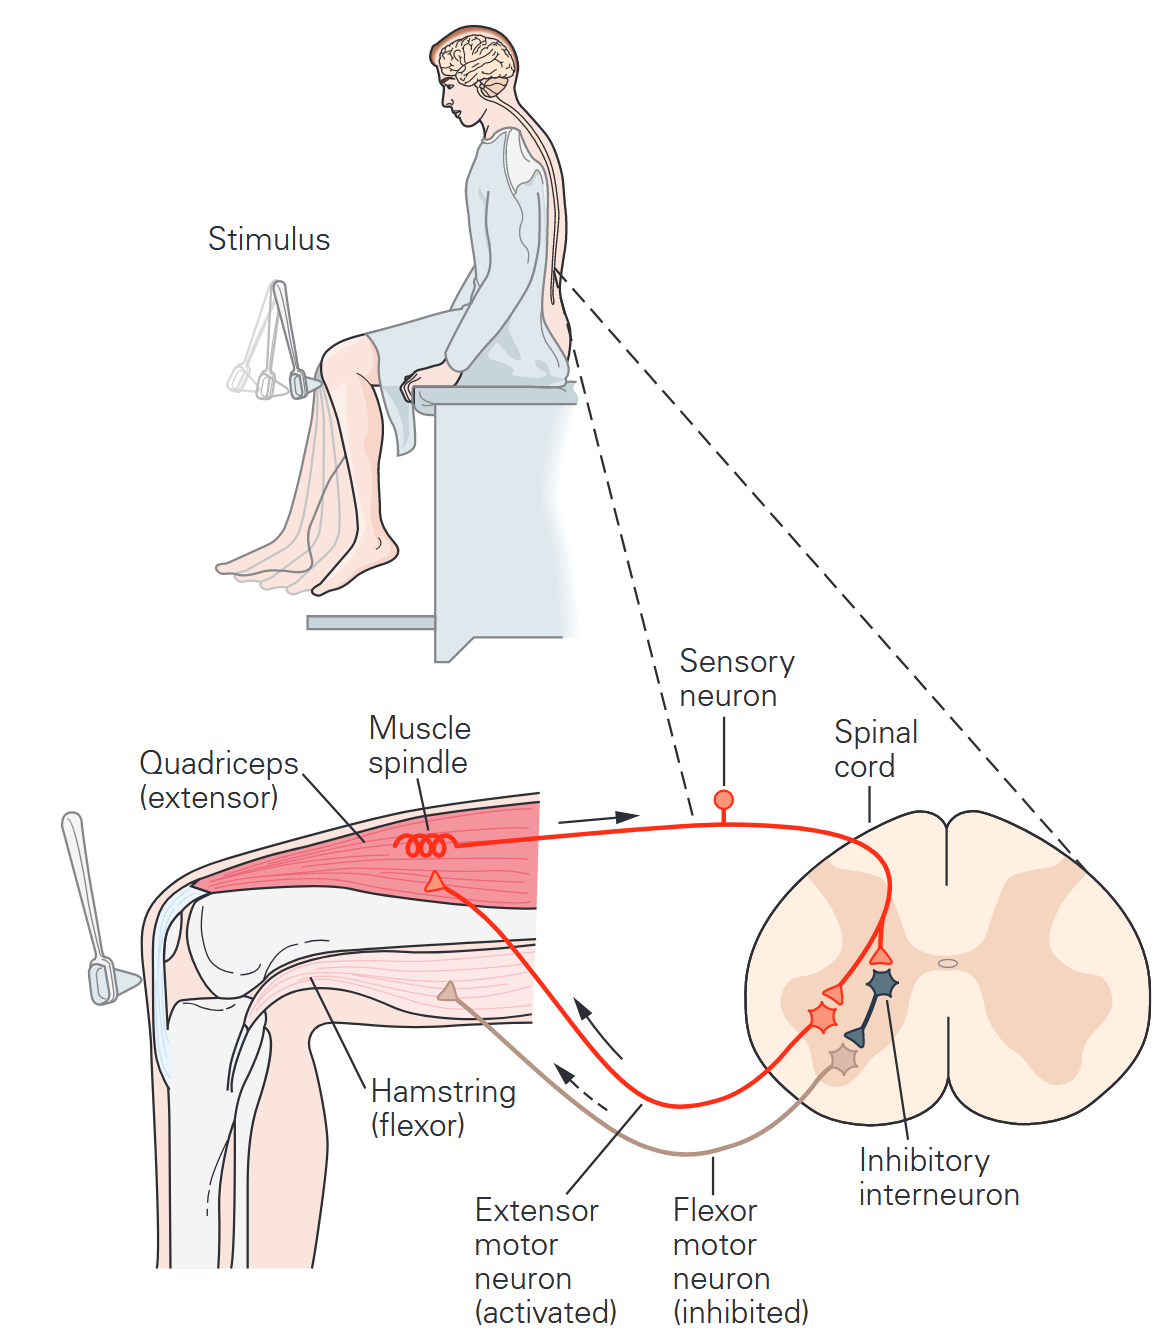 Stimulus
Sensory
neuron
Muscle
spindle
Spinal
cord
Quadriceps
(extensor)
Hamstring
(flexor)
Inhibitory
interneuron
Extensor
motor
neuron
(activated)
Flexor
motor
neuron
(inhibited)